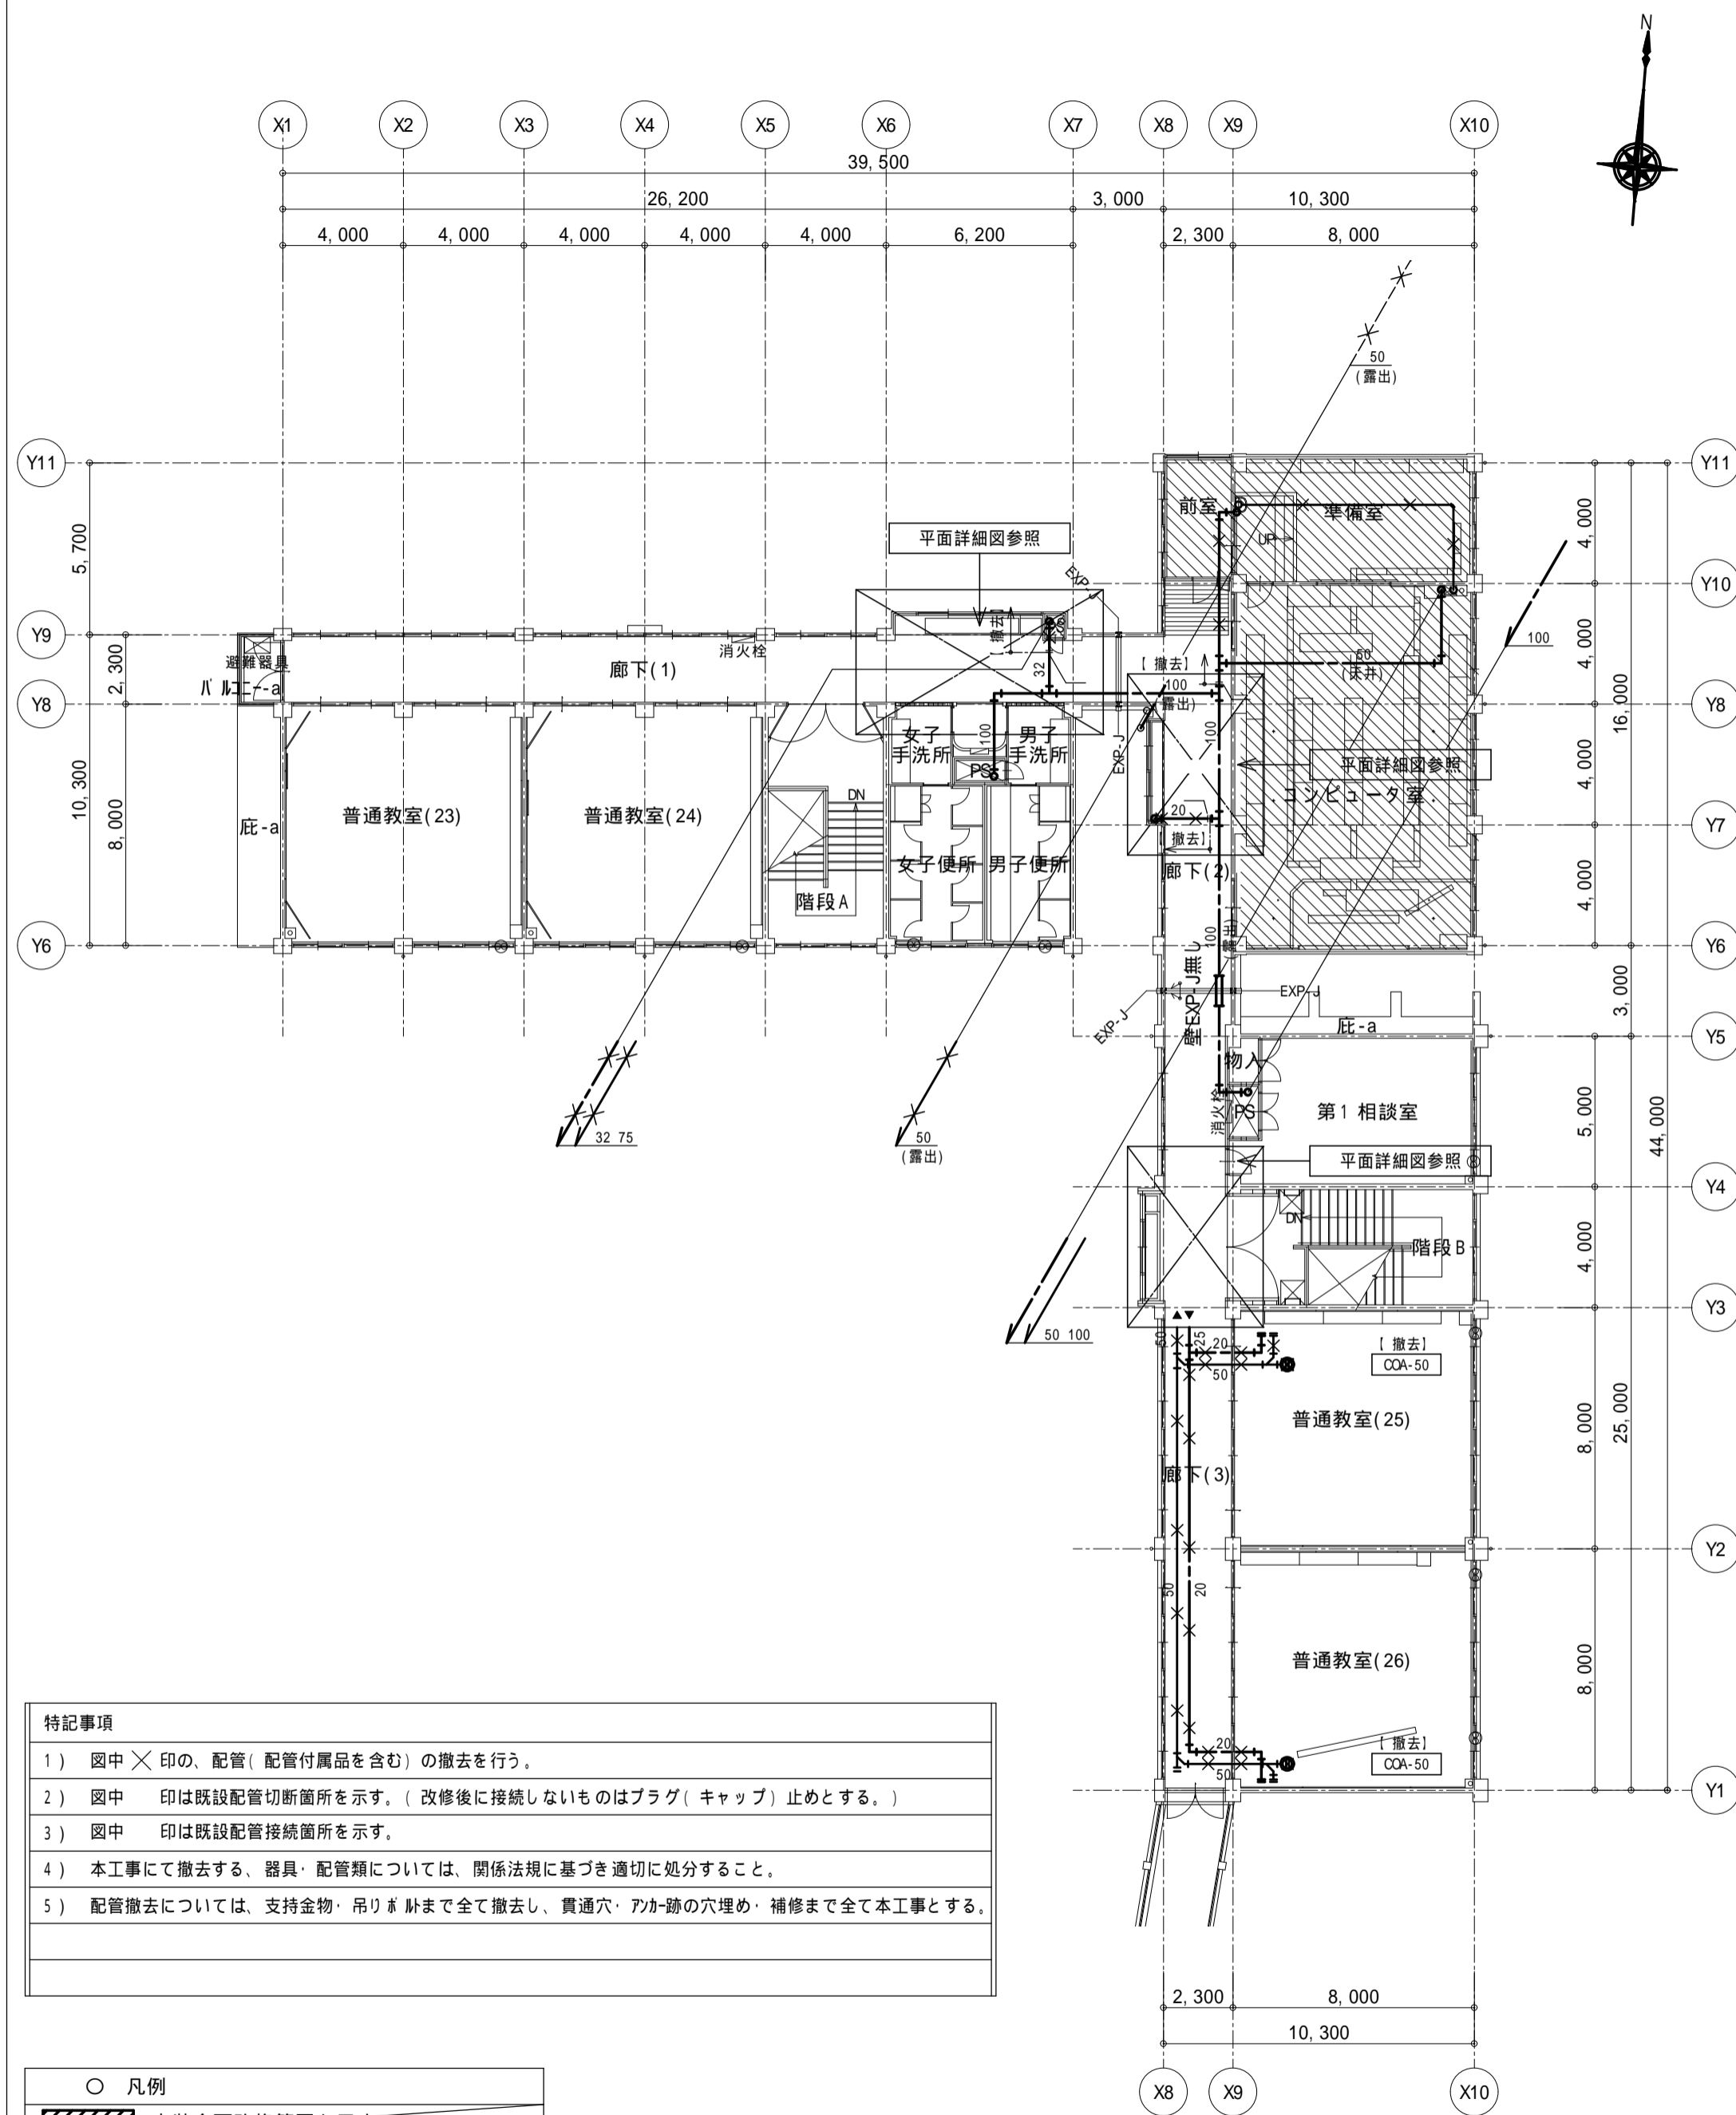 N
X1 X2 X3 X4 X5 X6 X7 X8 X9 X10
39,500
26,200 3,000 10,300
4,000 4,000 4,000 4,000 4,000 6,200 2,300 8,000
50
(露出)
Y11 Y11
前室 準備室
UP
平面詳細図参照
EXP-J
5,700
4,000
Y10
100
Y9
避難器具
バルコニー-a
廊下(1)
消火栓
【撤去】
32
【撤去】
50
(天井)
2,300
4,000
16,000
Y8 Y8
100
(露出)
100
100
EXP-J
女子
手洗所
男子
手洗所
PS
平面詳細図参照
コンピュータ室
4,000
10,300
8,000
庇-a
普通教室(23)
普通教室(24)
DN
階段A
女子便所
男子便所
20
【撤去】
廊下(2)
Y7
4,000
Y6 Y6
100
(露出)
壁EXP-J無し
EXP-J
EXP-J
庇-a
3,000
Y5
物入
消火栓
PS
第1相談室
5,000
44,000
32 75
50
(露出)
平面詳細図参照
Y4
DN
階段B
4,000
Y3
50 100
50
25
20
50
【撤去】
COA-50
普通教室(25)
8,000
25,000
廊下(3)
Y2
50
20
普通教室(26)
8,000
20
50
【撤去】
COA-50
Y1
特記事項
1) 図中×印の、配管(配管付属品を含む)の撤去を行う。
2) 図中 印は既設配管切断箇所を示す。(改修後に接続しないものはプラグ(キャップ)止めとする。)
3) 図中 印は既設配管接続箇所を示す。
4) 本工事にて撤去する、器具・配管類については、関係法規に基づき適切に処分すること。
5) 配管撤去については、支持金物・吊りボルトまで全て撤去し、貫通穴・アンカー跡の穴埋め・補修まで全て本工事とする。
2,300 8,000
10,300
X8 X9 X10
○ 凡例